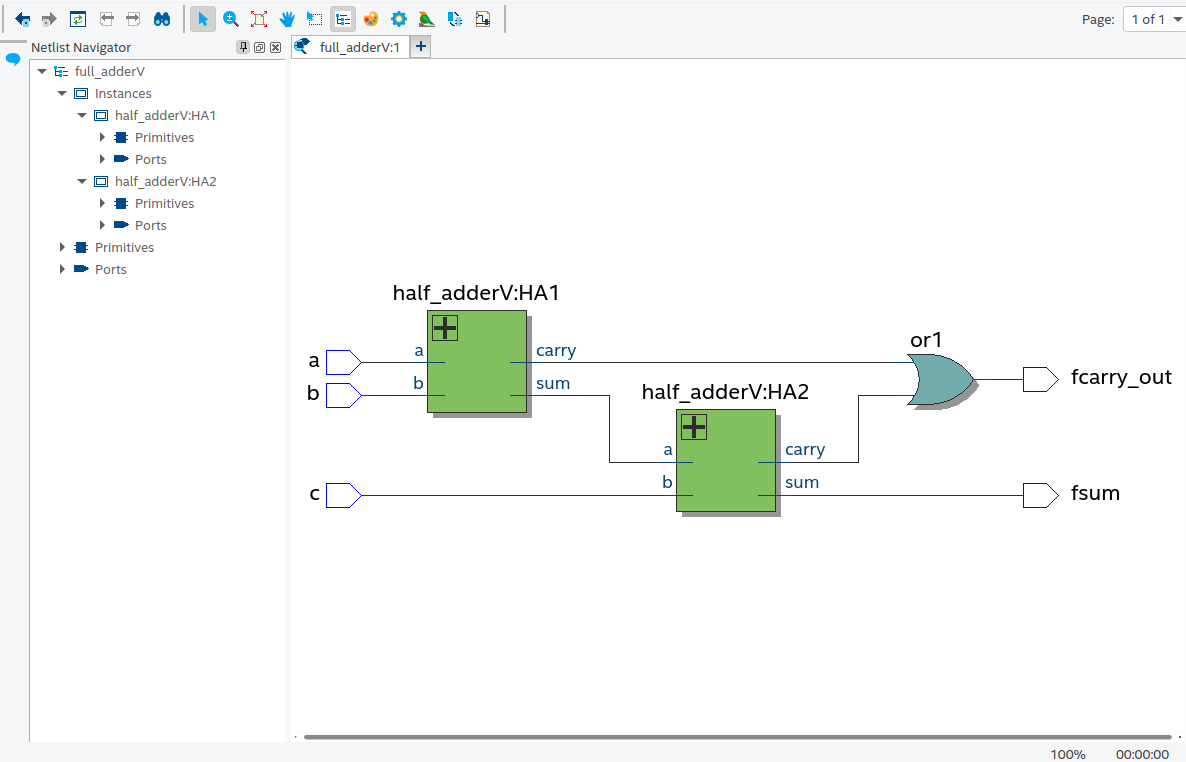 Page: 1 of 1
Netlist Navigator
full_adderV:1
full_adderV
Instances
half_adderV:HA1
Primitives
Ports
half_adderV:HA2
Primitives
Ports
Primitives
Ports
half_adderV:HA1
or1
a
a
carry
fcarry_out
b
b
sum
half_adderV:HA2
a
carry
c
b
sum
fsum
100%
00:00:00